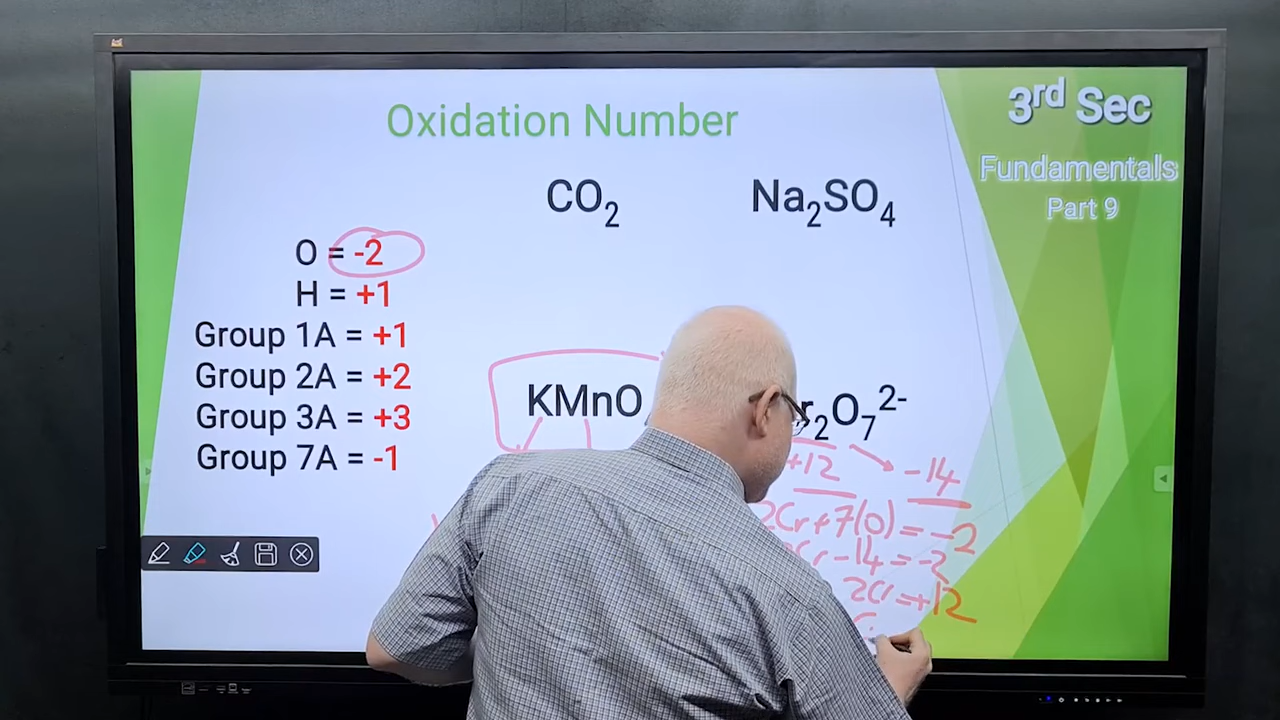 Oxidation Number
3rd Sec
Fundamentals
Part 9
CO2
Na2SO4
O = -2
H = +1
Group 1A = +1
Group 2A = +2
Group 3A = +3
Group 7A = -1
KMnO
r2O7 2-
+12
-14
2Cr+7(O)=-2
Cr-14=-2
2Cr=+12